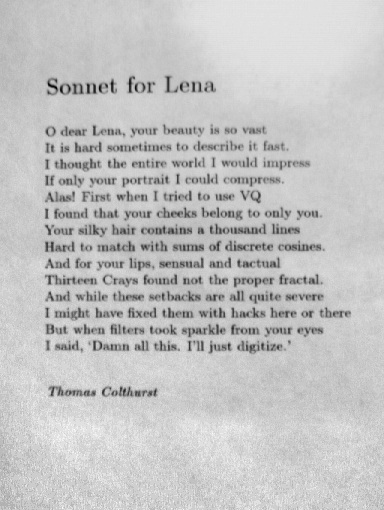 Sonnet for Lena
O dear Lena, your beauty is so vast
It is hard sometimes to describe it fast.
I thought the entire world I would impress
If only your portrait I could compress.
Alas! First when I tried to use VQ
I found that your cheeks belong to only you.
Your silky hair contains a thousand lines
Hard to match with sums of discrete cosines.
And for your lips, sensual and tactual
Thirteen Crays found not the proper fractal.
And while these setbacks are all quite severe
I might have fixed them with hacks here or there
But when filters took sparkle from your eyes
I said, ‘Damn all this. I'll just digitize.’
Thomas Colthurst